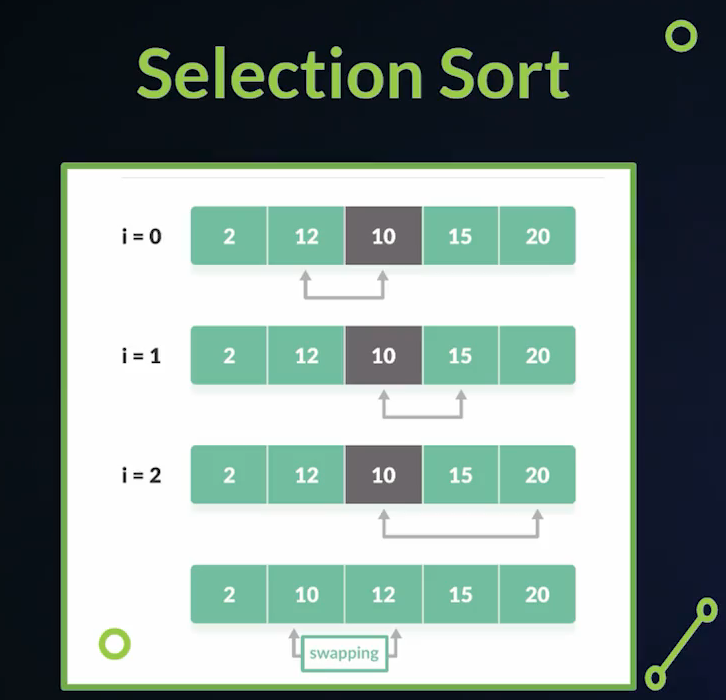 Selection Sort
i = 0 2 12 10 15 20
i = 1 2 12 10 15 20
i = 2 2 12 10 15 20
2 10 12 15 20
swapping